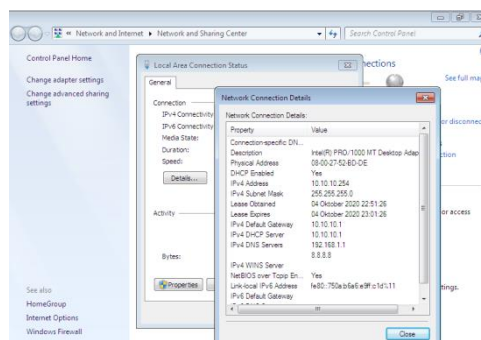 Network and Internet
Network and Sharing Center
Search Control Panel
Control Panel Home
Change adapter settings
Change advanced sharing
settings
See also
HomeGroup
Internet Options
Windows Firewall
Local Area Connection Status
General
Connection
IPv4 Connectivity
IPv6 Connectivity
Media State:
Duration:
Speed:
Details...
Activity
Bytes:
Properties
Network Connection Details
Network Connection Details:
Property Value
Connection-specific DN...
Description Intel(R) PRO/1000 MT Desktop Adap
Physical Address 08-00-27-52-BD-DE
DHCP Enabled Yes
IPv4 Address 10.10.10.254
IPv4 Subnet Mask 255.255.255.0
Lease Obtained 04 Oktober 2020 22:51:26
Lease Expires 04 Oktober 2020 23:01:26
IPv4 Default Gateway 10.10.10.1
IPv4 DHCP Server 10.10.10.1
IPv4 DNS Servers 192.168.1.1
8.8.8.8
IPv4 WINS Server
NetBIOS over Tcpip En... Yes
Link-local IPv6 Address
IPv6 Default Gateway
Close
nections
See full map
or disconnec
ction
or access
tings.